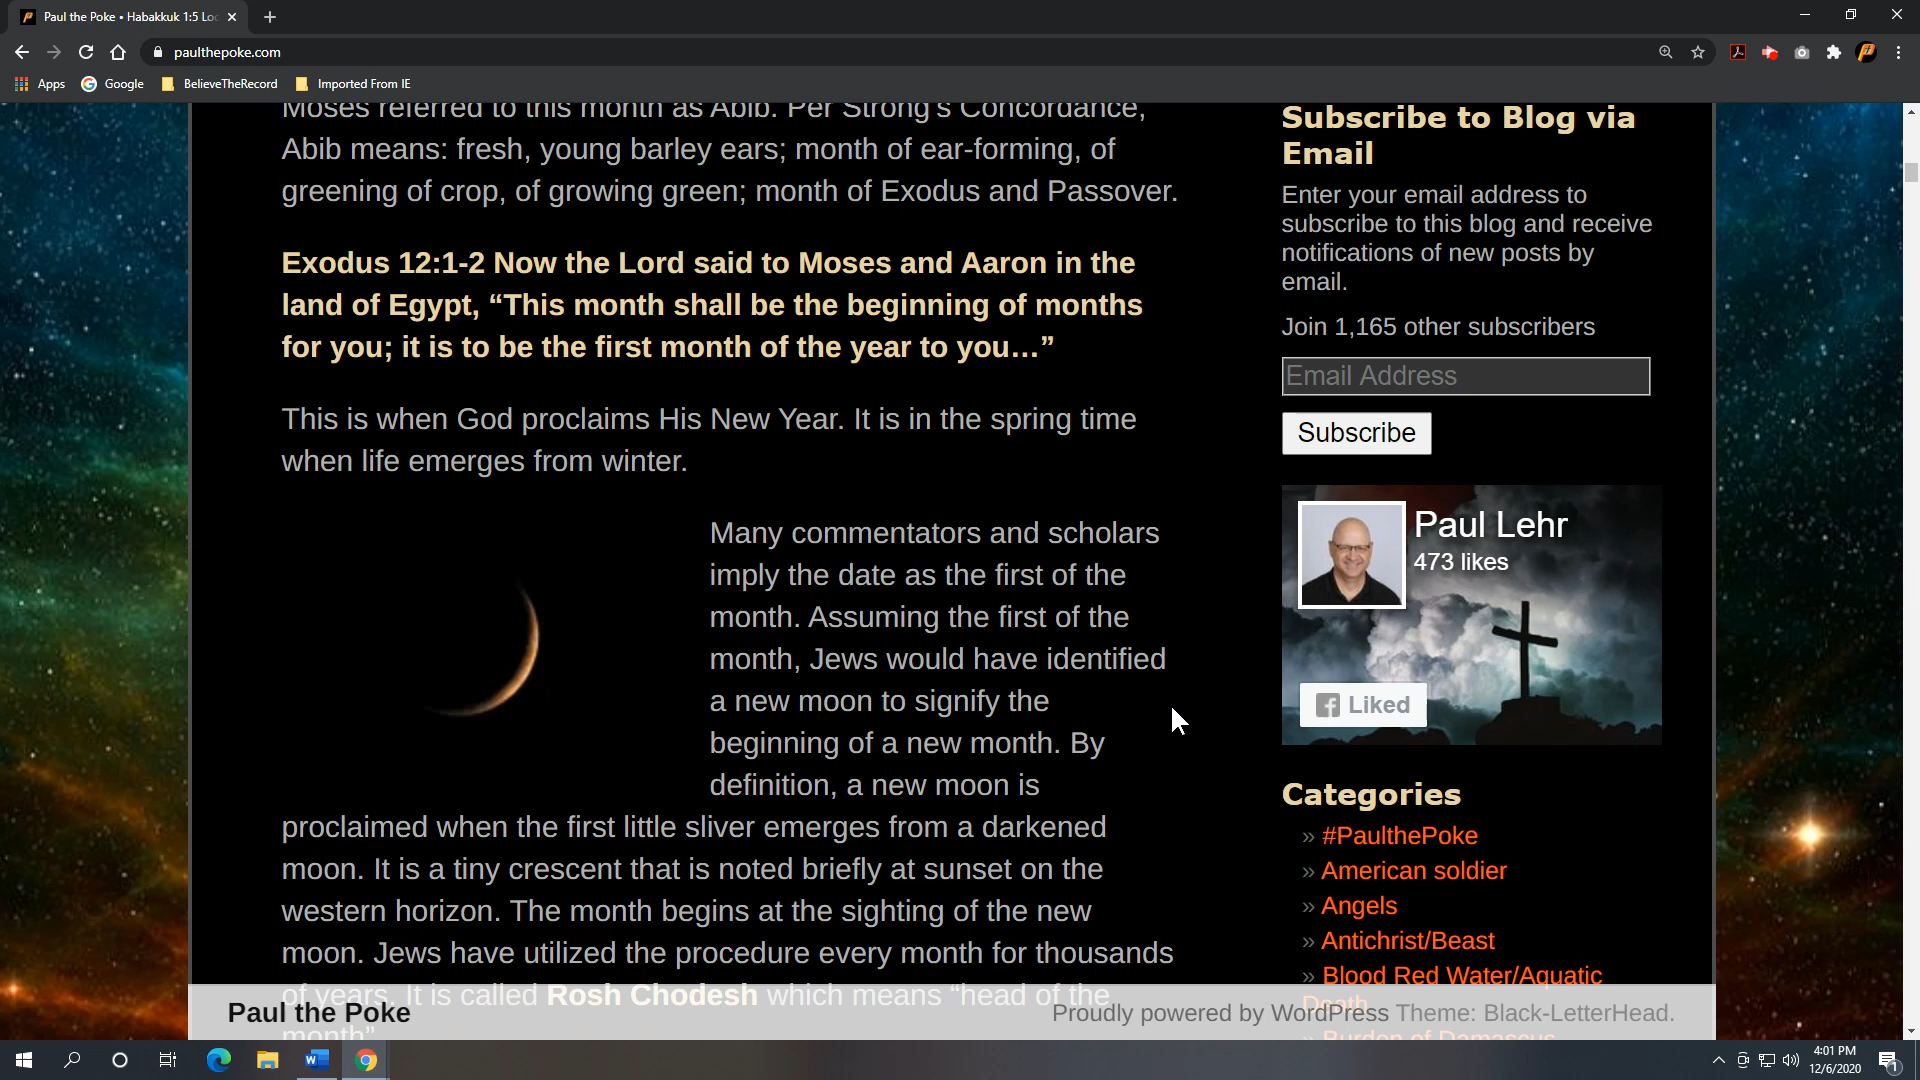 Paul the Poke • Habakkuk 1:5 Loo
paulthepoke.com
Apps
Google
BelieveTheRecord
Imported From IE
Moses referred to this month as Abib. Per Strong's Concordance,
Abib means: fresh, young barley ears; month of ear-forming, of
greening of crop, of growing green; month of Exodus and Passover.
Exodus 12:1-2 Now the Lord said to Moses and Aaron in the
land of Egypt, “This month shall be the beginning of months
for you; it is to be the first month of the year to you…”
This is when God proclaims His New Year. It is in the spring time
when life emerges from winter.
Many commentators and scholars
imply the date as the first of the
month. Assuming the first of the
month, Jews would have identified
a new moon to signify the
beginning of a new month. By
definition, a new moon is
proclaimed when the first little sliver emerges from a darkened
moon. It is a tiny crescent that is noted briefly at sunset on the
western horizon. The month begins at the sighting of the new
moon. Jews have utilized the procedure every month for thousands
of years. It is called Rosh Chodesh which means “head of the
month”
Subscribe to Blog via
Email
Enter your email address to
subscribe to this blog and receive
notifications of new posts by
email.
Join 1,165 other subscribers
Email Address
Subscribe
Paul Lehr
473 likes
Liked
Categories
» #PaulthePoke
» American soldier
» Angels
» Antichrist/Beast
» Blood Red Water/Aquatic
Death
» Burden of Damascus
Paul the Poke
Proudly powered by WordPress Theme: Black-LetterHead.
4:01 PM
12/6/2020
1